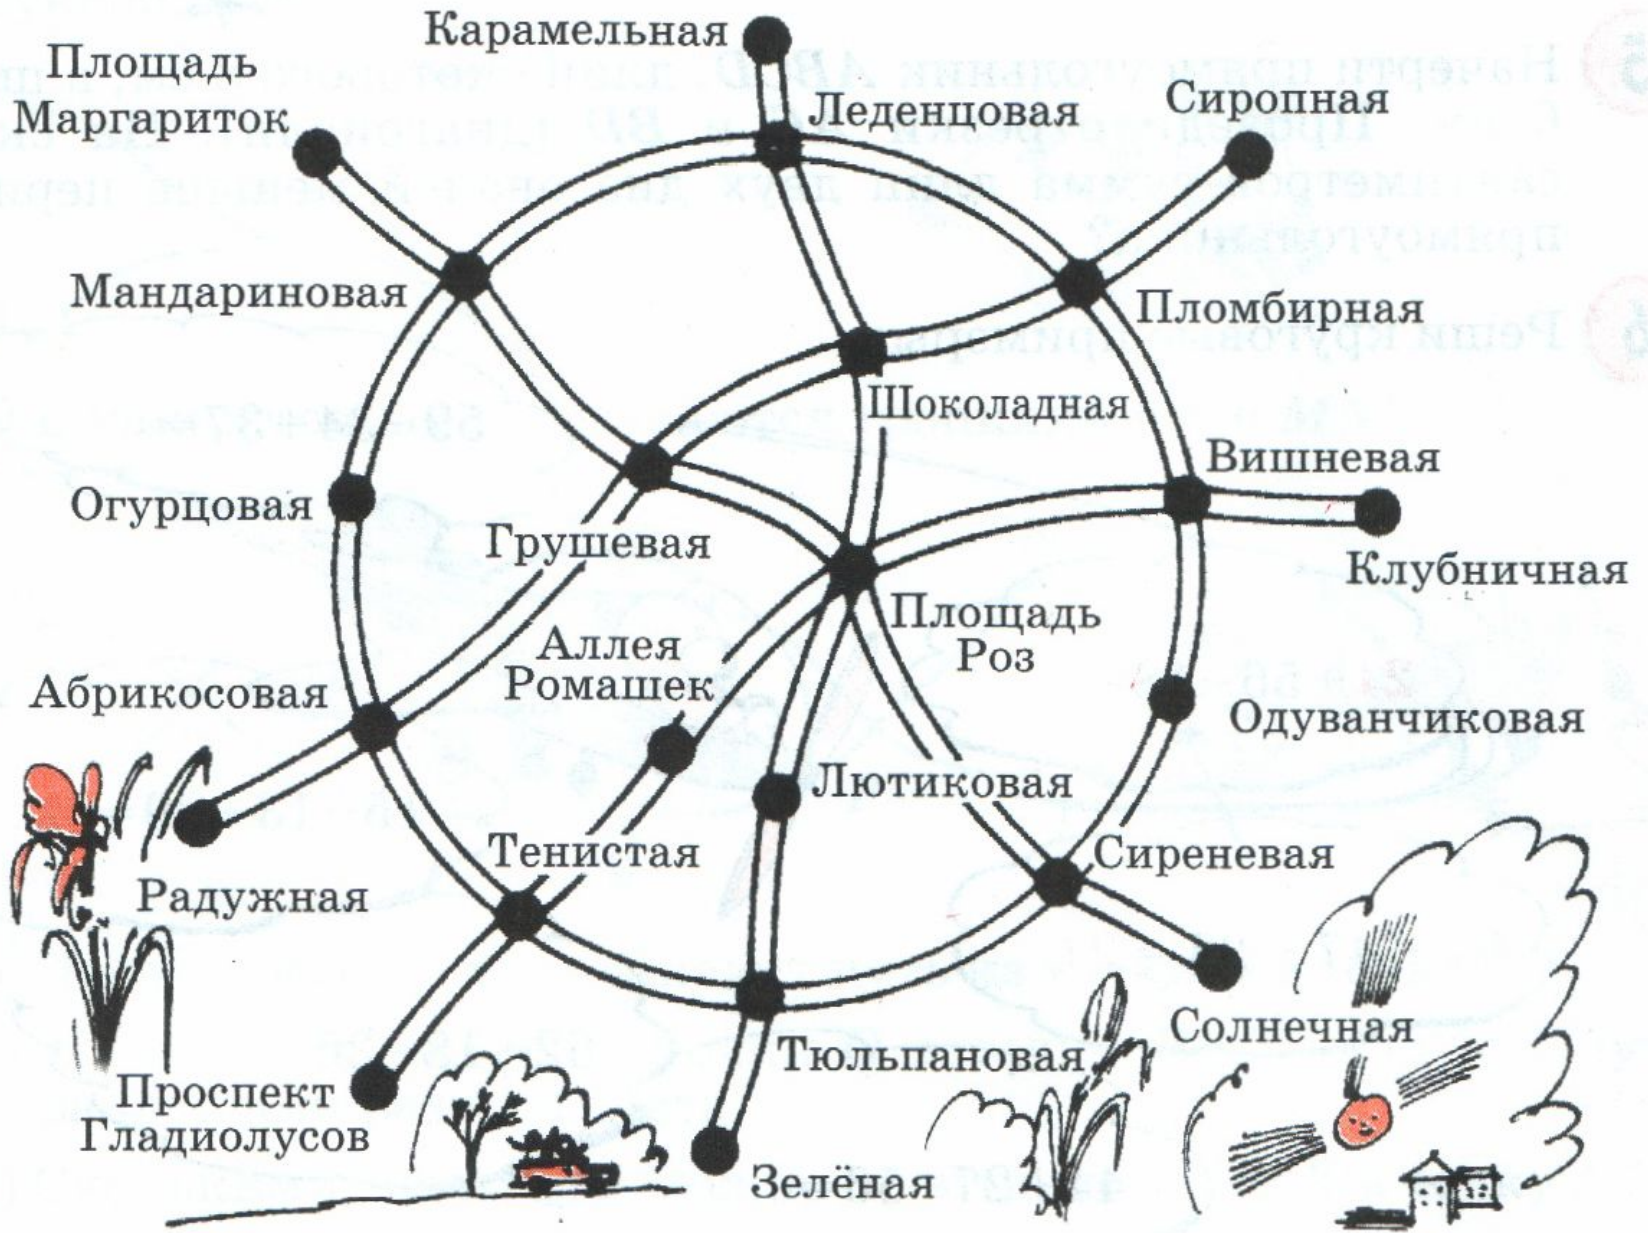 Карамельная
Площадь
Маргариток
Леденцовая
Сиропная
Мандариновая
Пломбирная
Шоколадная
Вишневая
Огурцовая
Грушевая
Клубничная
Площадь
Роз
Аллея
Ромашек
Абрикосовая
Одуванчиковая
Лютиковая
Тенистая
Сиреневая
Радужная
Солнечная
Тюльпановая
Проспект
Гладиолусов
Зелёная